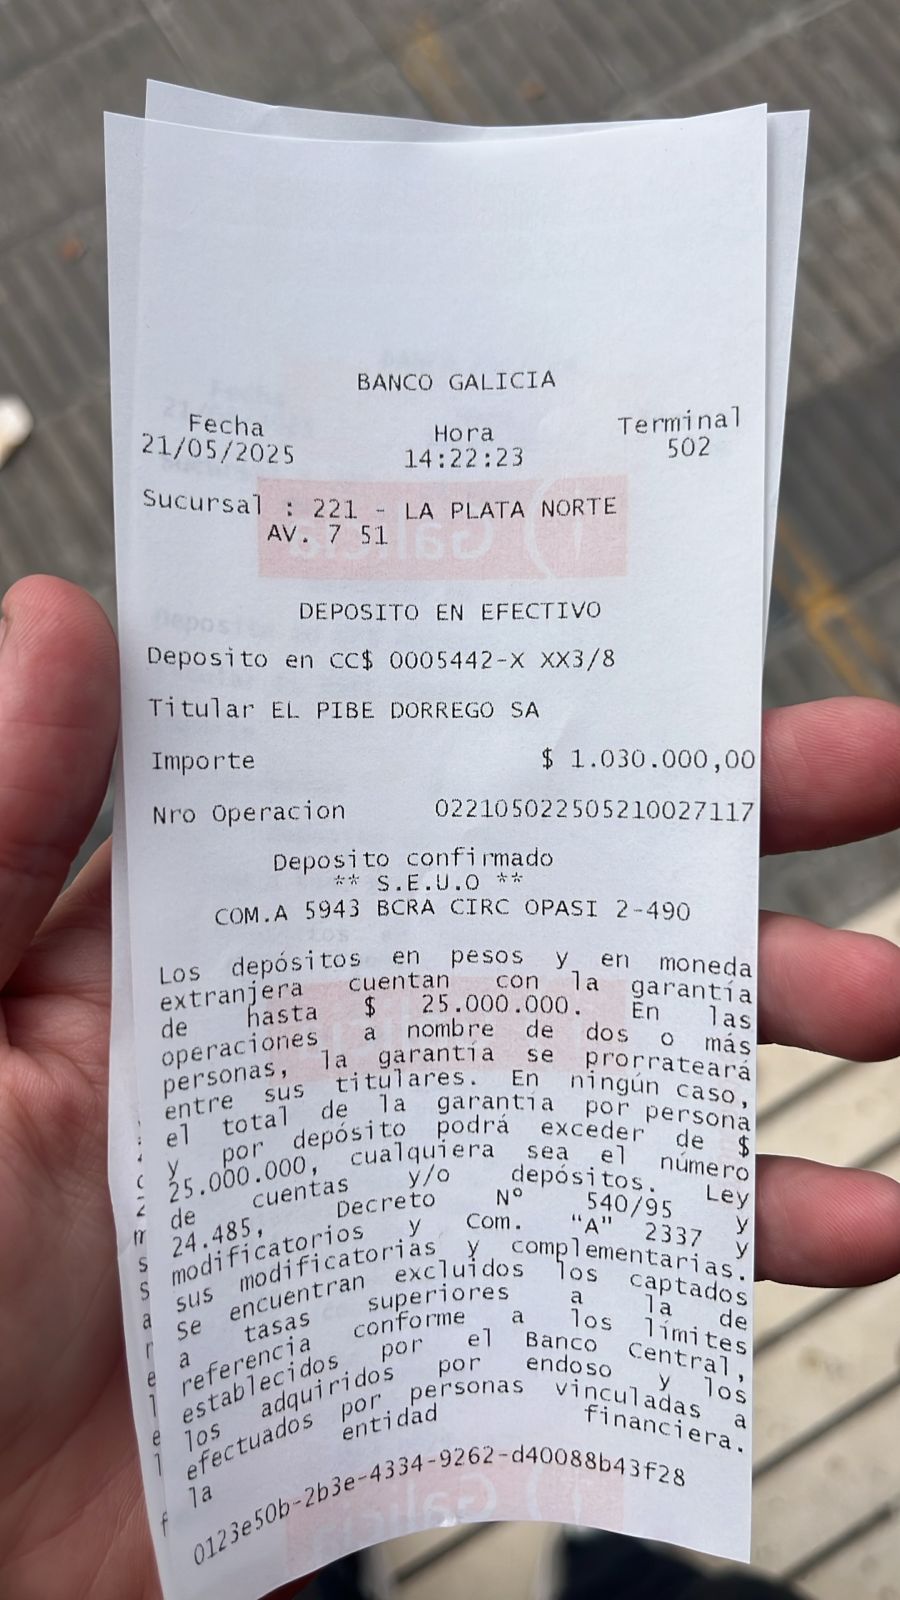 BANCO GALICIA
Fecha Hora Terminal
21/05/2025 14:22:23 502
Sucursal : 221 - LA PLATA NORTE
AV. 7 51
DEPOSITO EN EFECTIVO
Deposito en CC$ 0005442-X XX3/8
Titular EL PIBE DORREGO SA
Importe $ 1.030.000,00
Nro Operacion 022105022505210027117
Deposito confirmado
** S.E.U.O **
COM.A 5943 BCRA CIRC OPASI 2-490
Los depósitos en pesos y en moneda
extranjera cuentan con la garantía
de hasta $ 25.000.000. En las
operaciones a nombre de dos o más
personas, la garantía se prorrateará
entre sus titulares. En ningún caso,
el total de la garantía por persona
y por depósito podrá exceder de $
25.000.000, cualquiera sea el número
de cuentas y/o depósitos. Ley
24.485, Decreto Nº 540/95 y
modificatorios y Com. “A” 2337 y
sus modificatorias y complementarias.
Se encuentran excluidos los captados
a tasas superiores a la de
referencia conforme a los límites
establecidos por el Banco Central,
los adquiridos por endoso y los
efectuados por personas vinculadas a
la entidad financiera.
0123e50b-2b3e-4334-9262-d40088b43f28